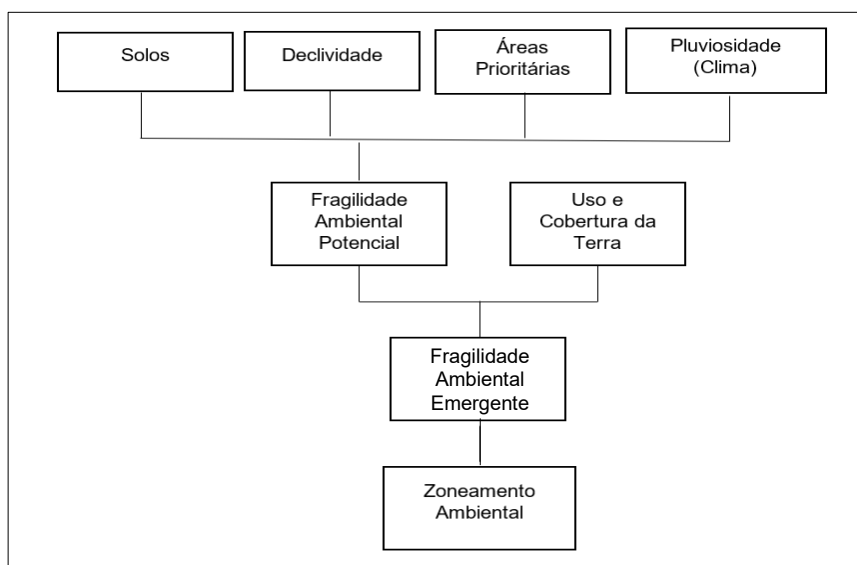 Solos
Declividade
Áreas
Prioritárias
Pluviosidade
(Clima)
Fragilidade
Ambiental
Potencial
Uso e
Cobertura da
Terra
Fragilidade
Ambiental
Emergente
Zoneamento
Ambiental